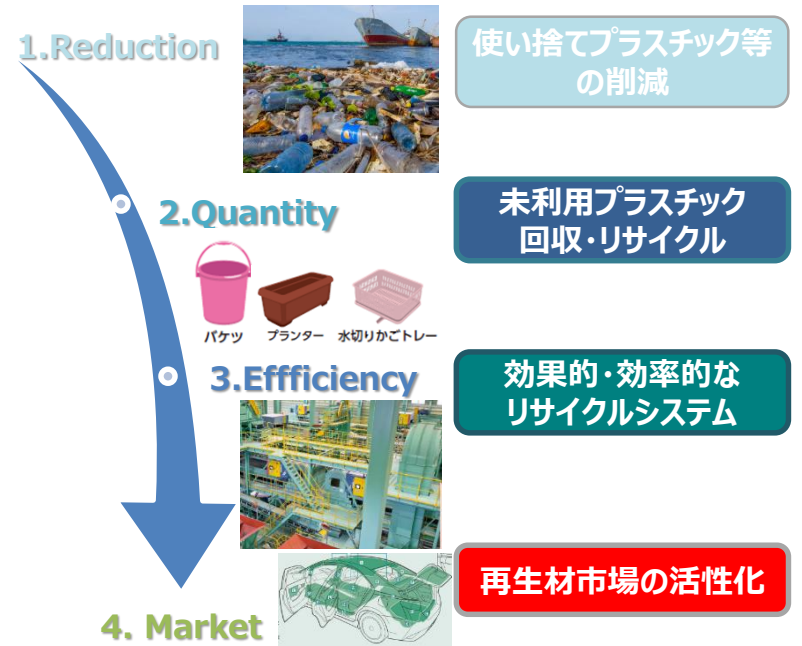 1.Reduction
使い捨てプラスチック等
の削減
2.Quantity
未利用プラスチック
回収・リサイクル
バケツ
プランター
水切りかごトレー
3.Effficiency
効果的・効率的な
リサイクルシステム
4. Market
再生材市場の活性化